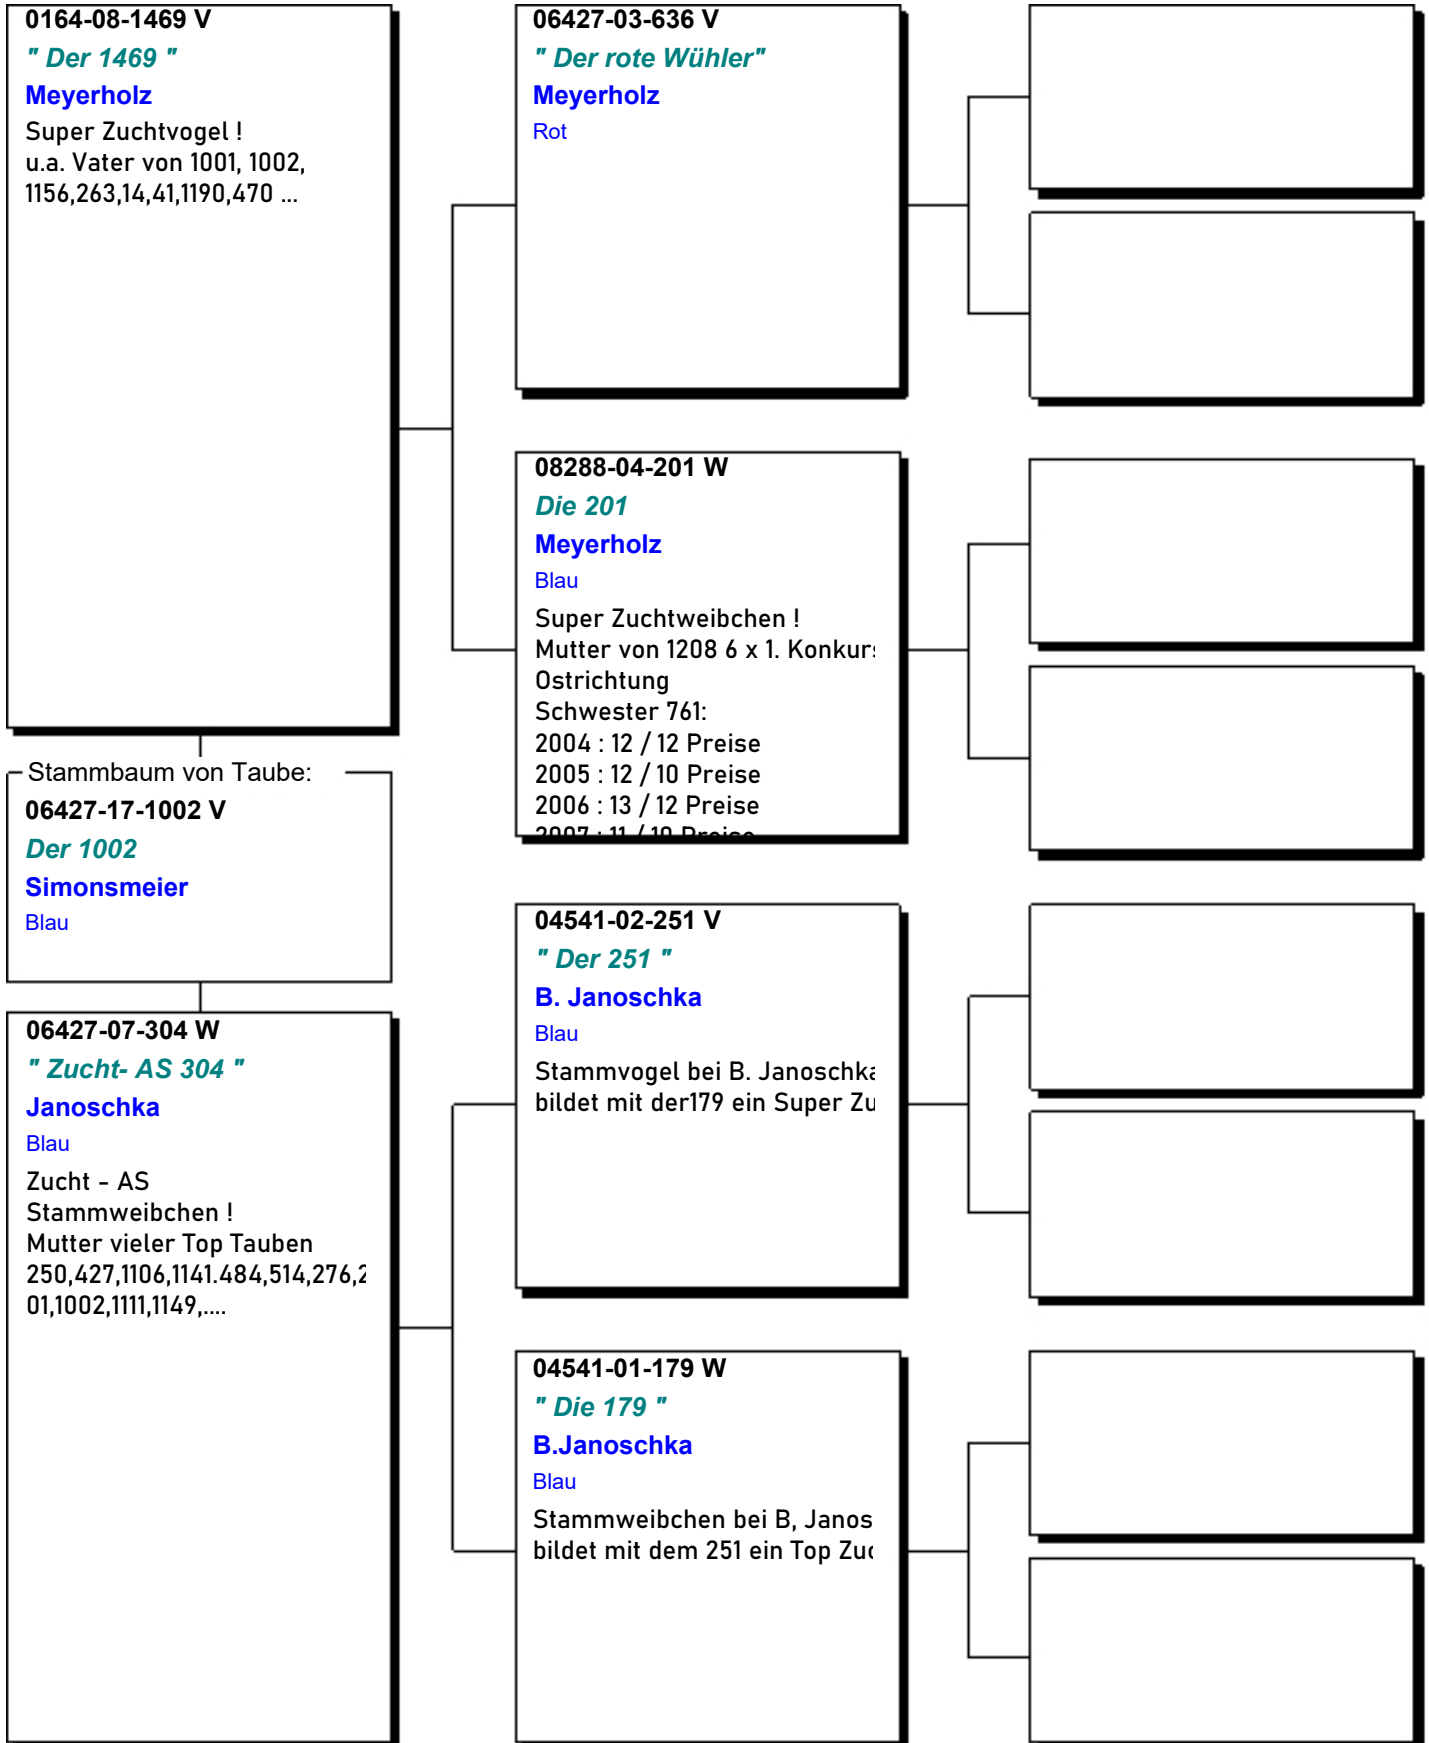 0164-08-1469 V
" Der 1469 "
Meyerholz
Super Zuchtvogel !
u.a. Vater von 1001, 1002,
1156,263,14,41,1190,470 ...
Stammbaum von Taube:
06427-17-1002 V
Der 1002
Simonsmeier
Blau
06427-07-304 W
" Zucht- AS 304 "
Janoschka
Blau
Zucht - AS
Stammweibchen !
Mutter vieler Top Tauben
250,427,1106,1141.484,514,276,2
01,1002,1111,1149,....
06427-03-636 V
" Der rote Wühler"
Meyerholz
Rot
08288-04-201 W
Die 201
Meyerholz
Blau
Super Zuchtweibchen !
Mutter von 1208 6 x 1. Konkurs
Ostrichtung
Schwester 761:
2004 : 12 / 12 Preise
2005 : 12 / 10 Preise
2006 : 13 / 12 Preise
2007 : 11 / 10 Preise
04541-02-251 V
" Der 251 "
B. Janoschka
Blau
Stammvogel bei B. Janoschka
bildet mit der179 ein Super Zu
04541-01-179 W
" Die 179 "
B.Janoschka
Blau
Stammweibchen bei B, Janos
bildet mit dem 251 ein Top Zuc